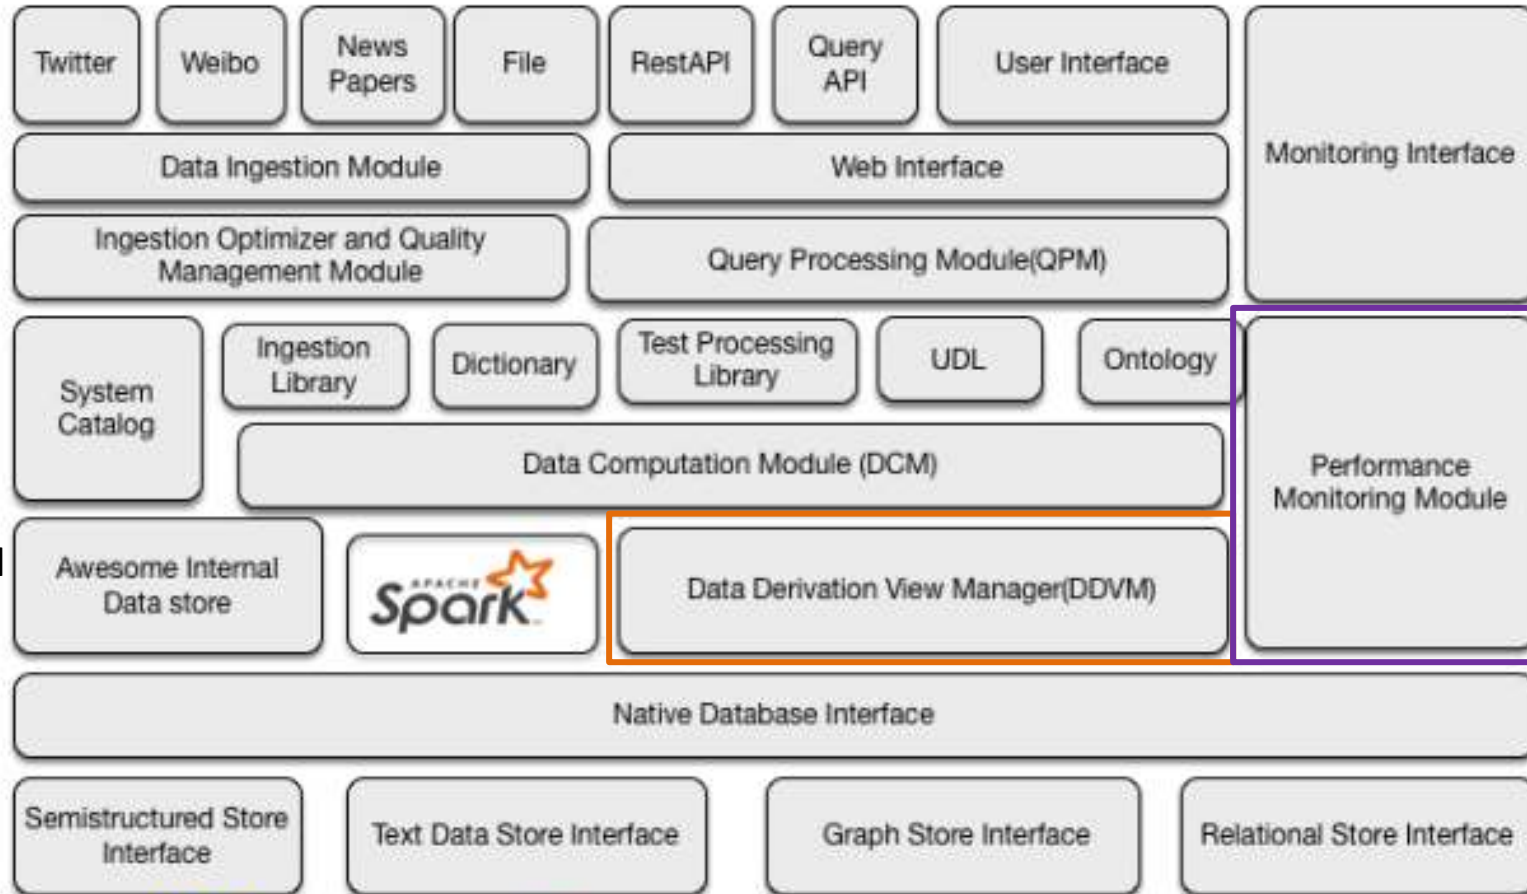 Twitter
Weibo
News
Papers
File
RestAPI
Query
API
User Interface
Monitoring Interface
Data Ingestion Module
Web Interface
Ingestion Optimizer and Quality
Management Module
Query Processing Module(QPM)
System
Catalog
Ingestion
Library
Dictionary
Test Processing
Library
UDL
Ontology
Performance
Monitoring Module
Data Computation Module (DCM)
Awesome Internal
Data store
APACHE
Spark
Data Derivation View Manager(DDVM)
Native Database Interface
Semistructured Store
Interface
Text Data Store Interface
Graph Store Interface
Relational Store Interface